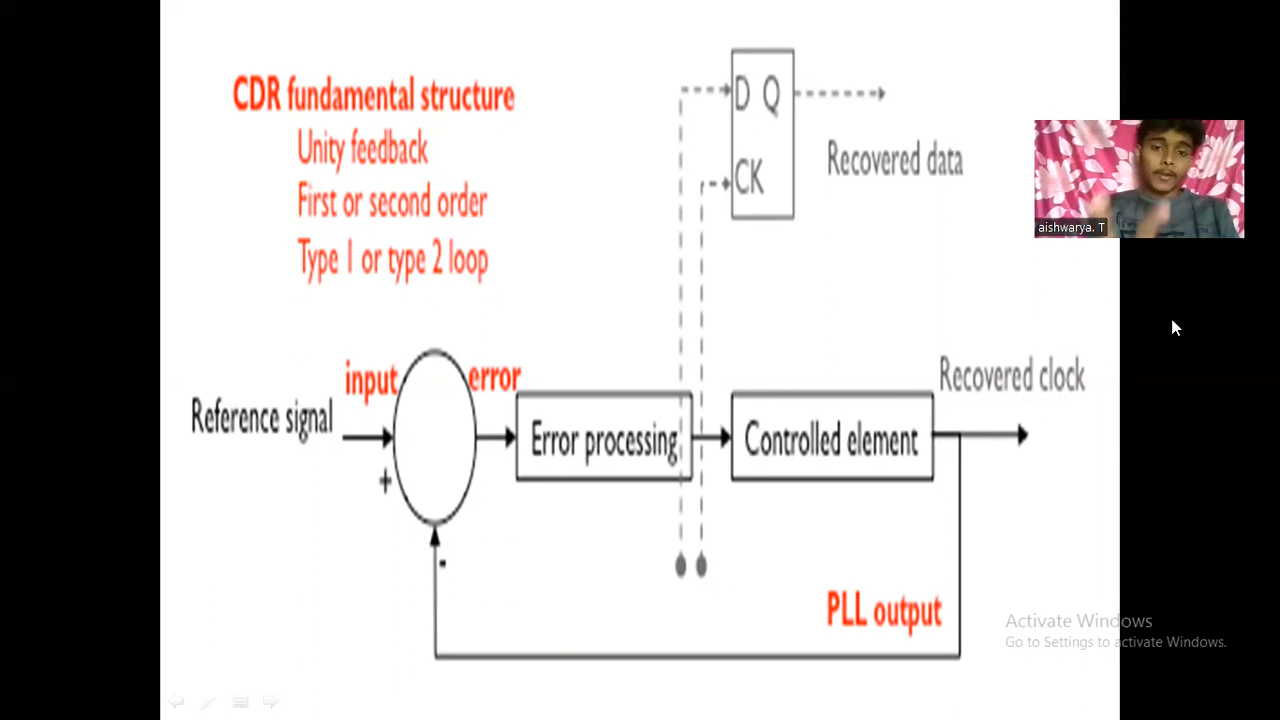 CDR fundamental structure
Unity feedback
First or second order
Type 1 or type 2 loop
D Q
CK
Recovered data
aishwarya. T
input
error
Reference signal
+
Error processing
Controlled element
Recovered clock
-
PLL output
Activate Windows
Go to Settings to activate Windows.